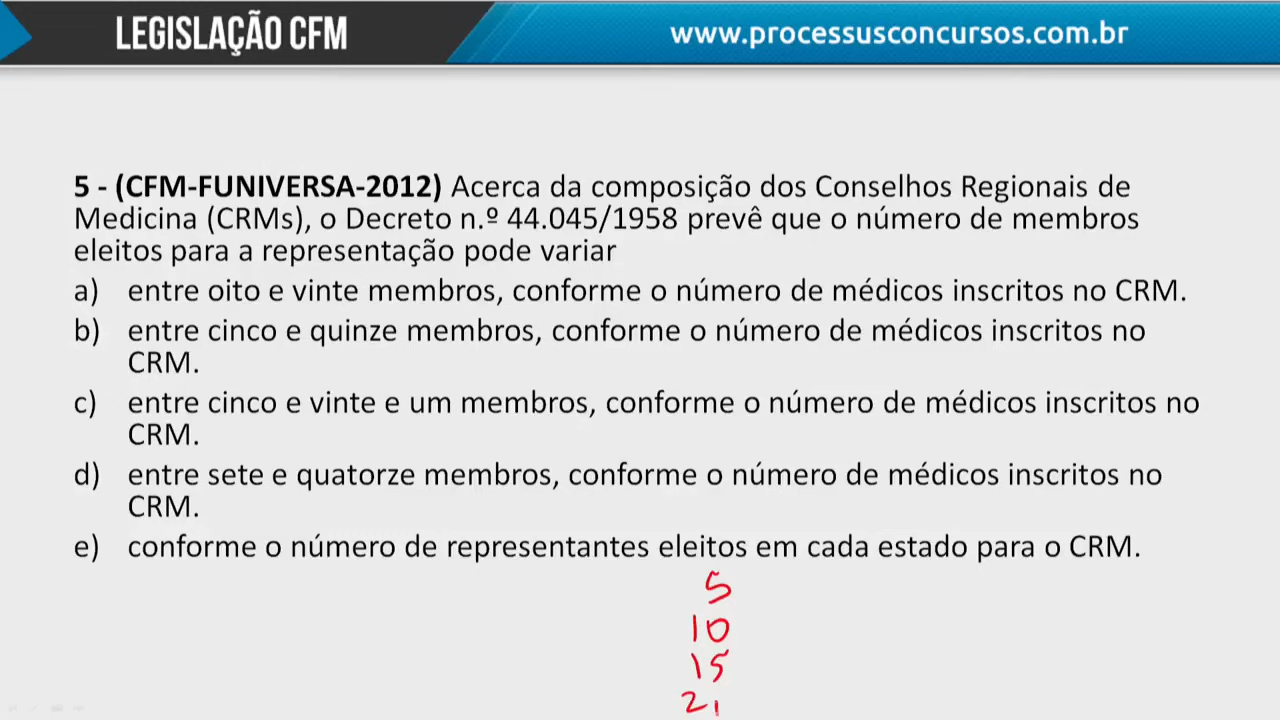 LEGISLAÇÃO CFM
www.processusconcursos.com.br
5 - (CFM-FUNIVERSA-2012) Acerca da composição dos Conselhos Regionais de
Medicina (CRMs), o Decreto n.º 44.045/1958 prevê que o número de membros
eleitos para a representação pode variar
a) entre oito e vinte membros, conforme o número de médicos inscritos no CRM.
b) entre cinco e quinze membros, conforme o número de médicos inscritos no
CRM.
c) entre cinco e vinte e um membros, conforme o número de médicos inscritos no
CRM.
d) entre sete e quatorze membros, conforme o número de médicos inscritos no
CRM.
e) conforme o número de representantes eleitos em cada estado para o CRM.
5
10
15
21